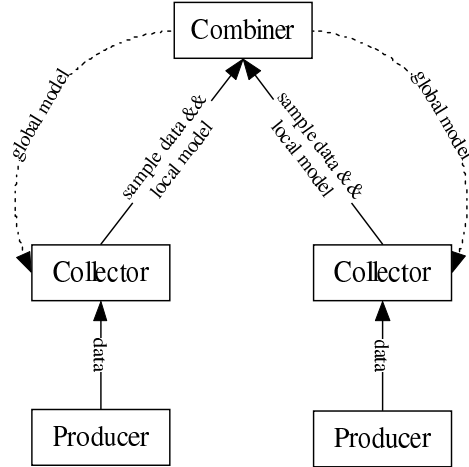 Combiner
global model
sample data &&
local model
sample data &&
local model
global model
Collector
Collector
data
data
Producer
Producer